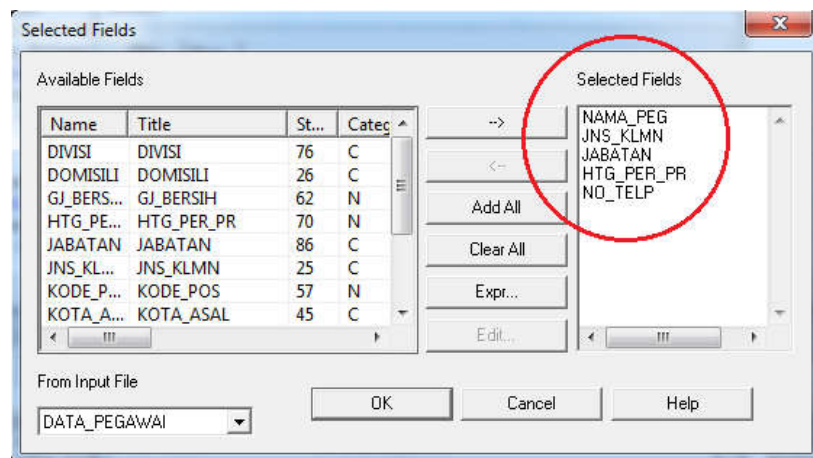 Selected Fields
Available Fields
Name Title St... Categ
DIVISI DIVISI 76 C
DOMISILI DOMISILI 26 C
GJ_BERS... GJ_BERSIH 62 N
HTG_PE... HTG_PER_PR 70 N
JABATAN JABATAN 86 C
JNS_KL... JNS_KLMN 25 C
KODE_P... KODE_POS 57 N
KOTA_A... KOTA_ASAL 45 C
-->
<--
Add All
Clear All
Expr...
Edit...
Selected Fields
NAMA_PEG
JNS_KLMN
JABATAN
HTG_PER_PR
NO_TELP
From Input File
DATA_PEGAWAI
OK Cancel Help